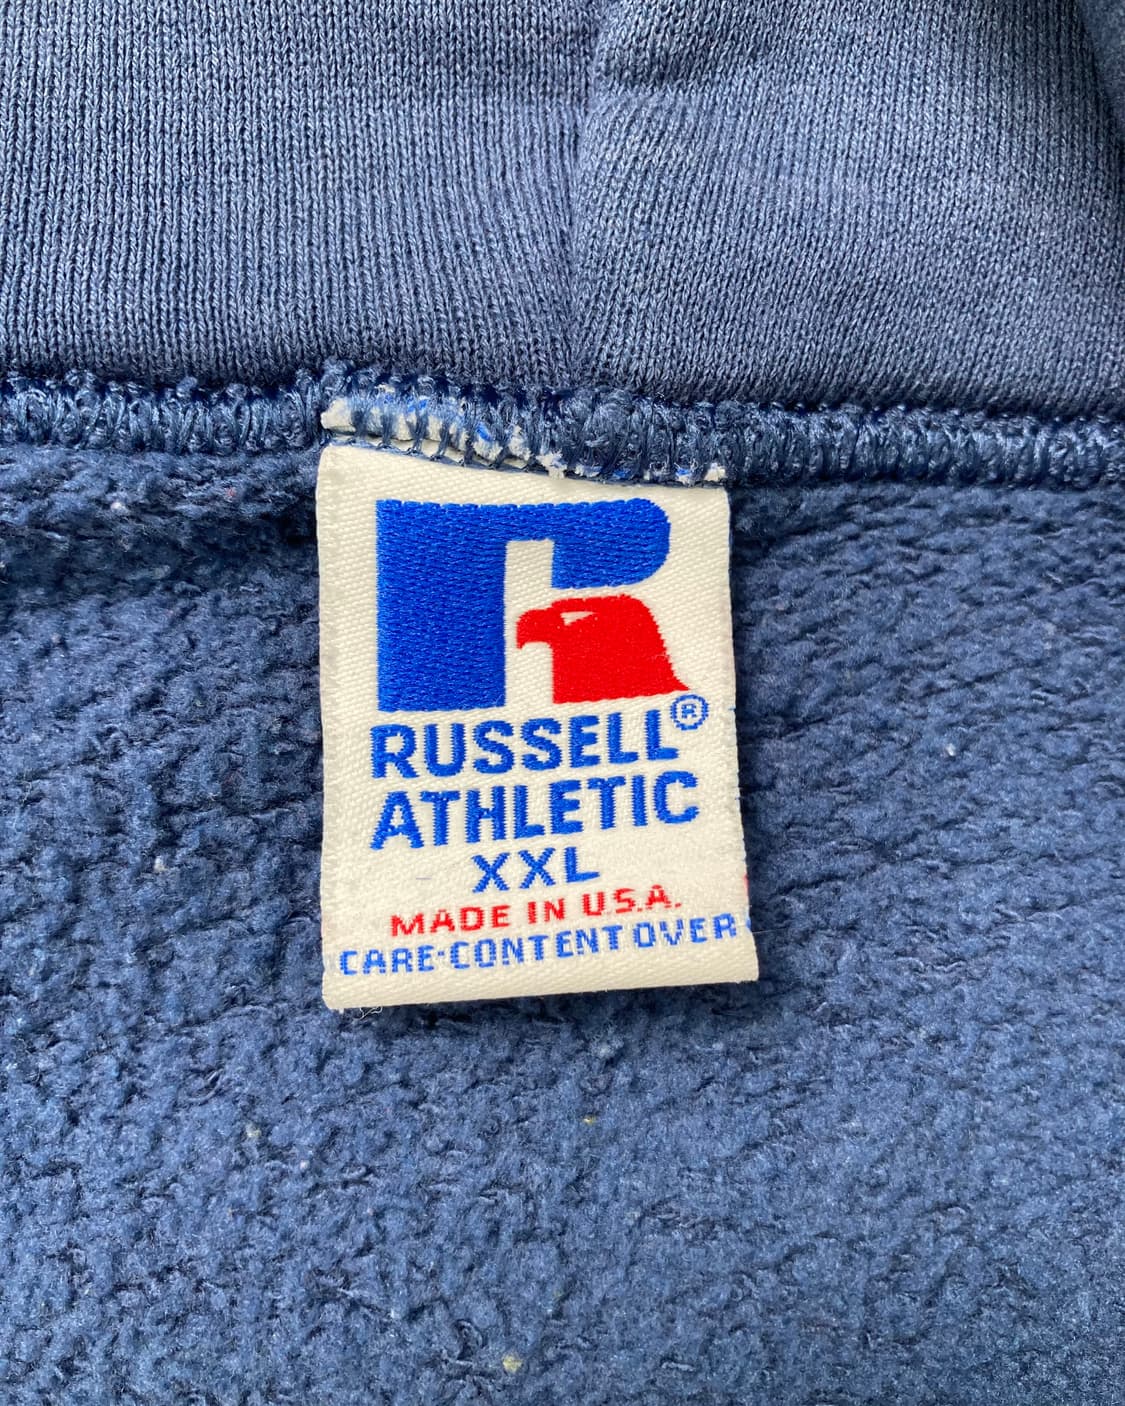 RUSSELL®
ATHLETIC
XXL
MADE IN U.S.A.
CARE·CONTENT OVER